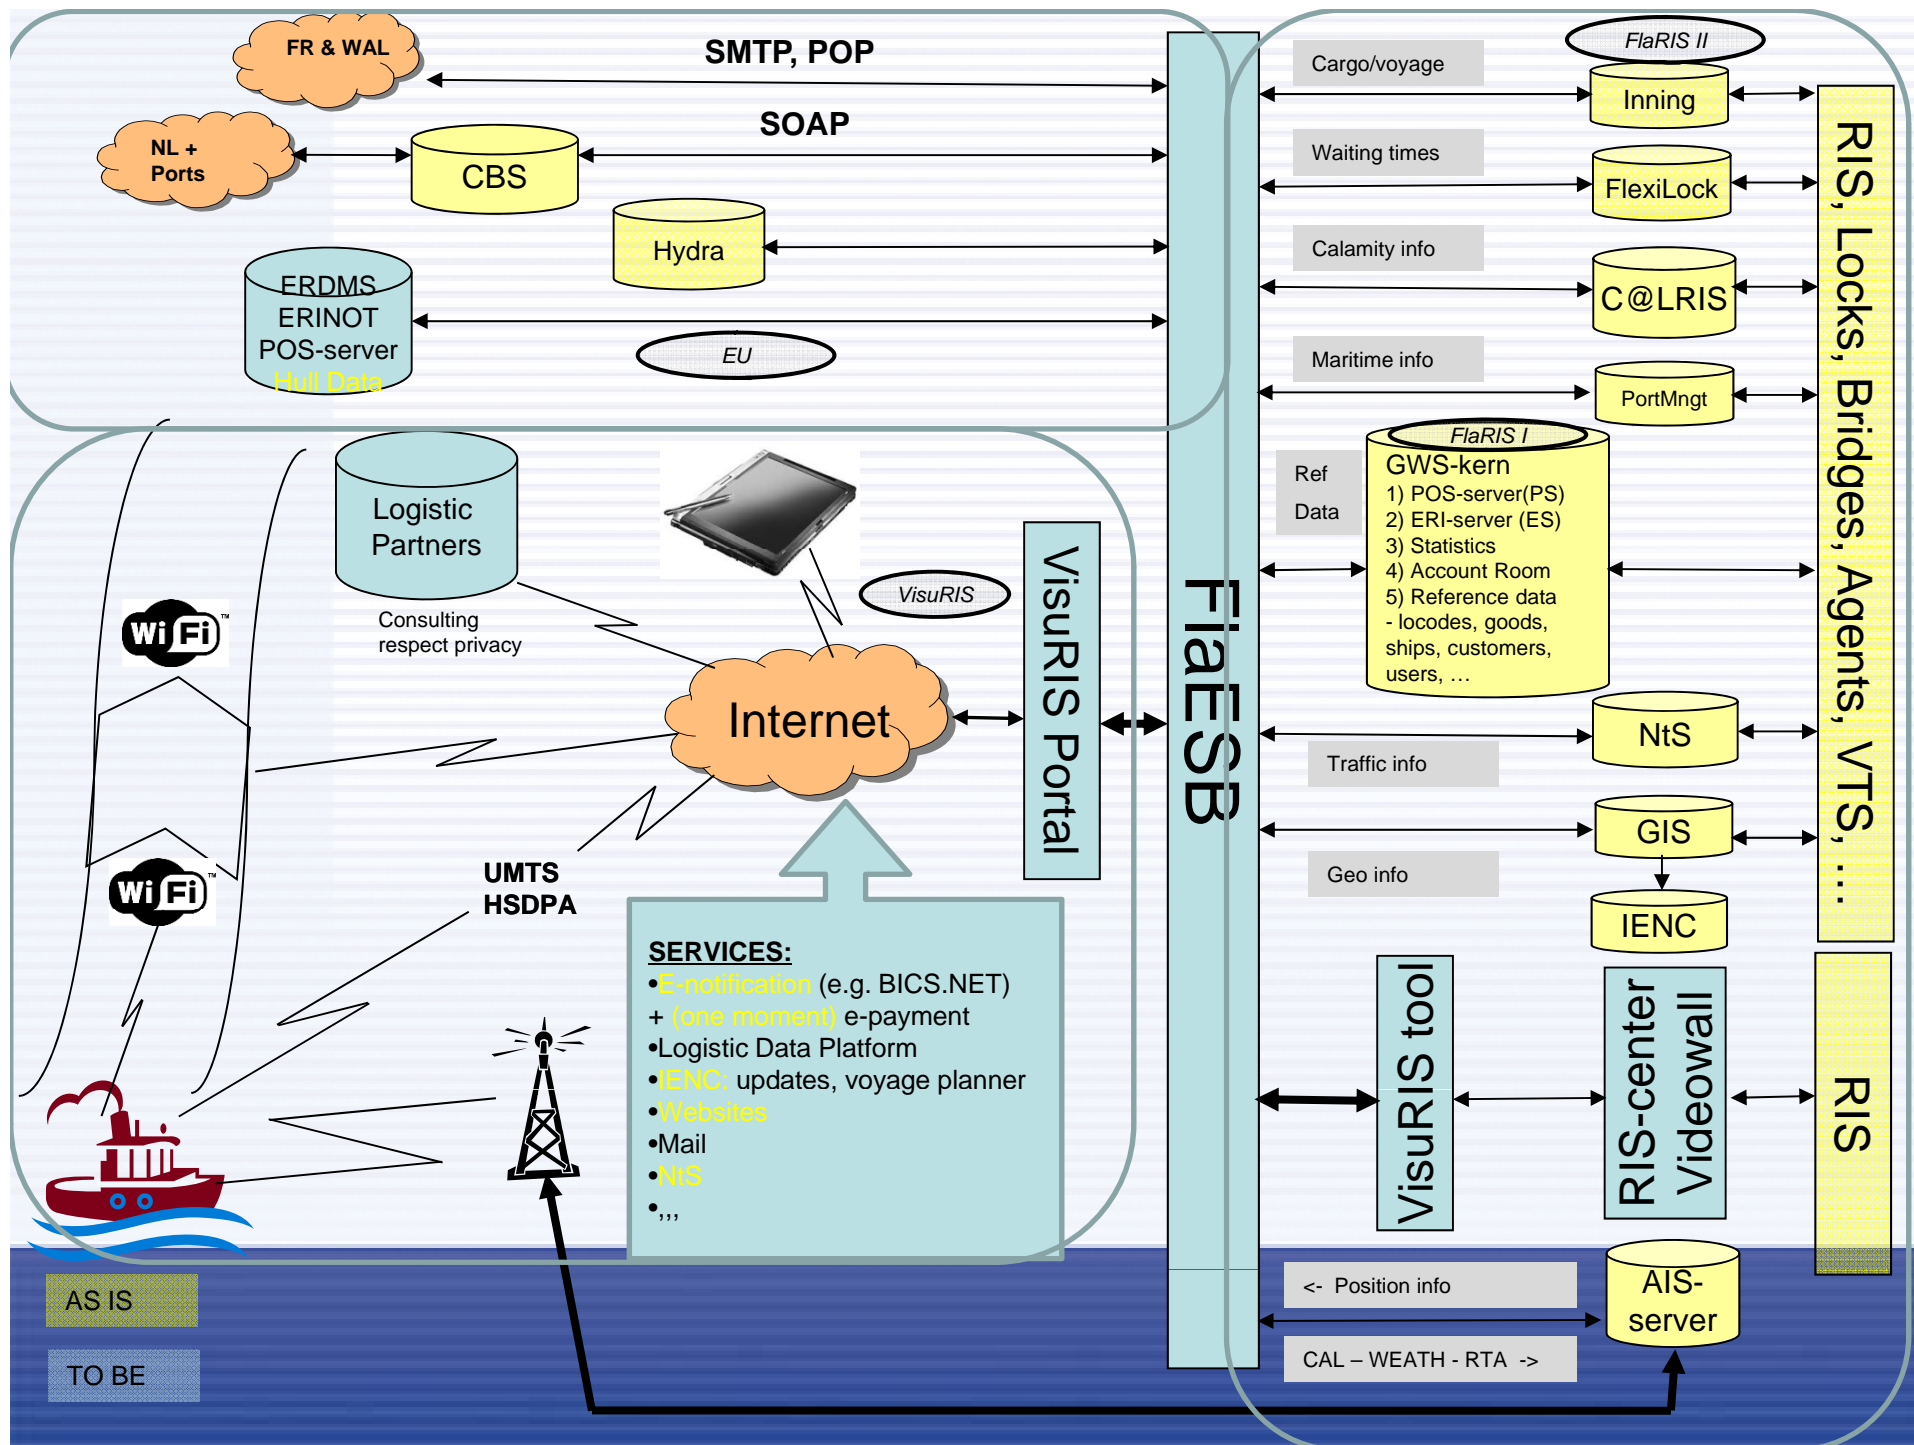 FR & WAL
SMTP, POP
NL +
Ports
CBS
SOAP
Hydra
ERDMS
ERINOT
POS-server
Hull Data
EU
Logistic
Partners
Consulting
respect privacy
VisuRIS
Wi Fi™
Wi Fi™
Internet
VisuRIS Portal
UMTS
HSDPA
SERVICES:
•E-notification (e.g. BICS.NET)
+ (one moment) e-payment
•Logistic Data Platform
•IENC: updates, voyage planner
•Websites
•Mail
•NtS
•,,,
AS IS
TO BE
FlaESB
FlaRIS II
Cargo/voyage
Inning
Waiting times
FlexiLock
Calamity info
C@LRIS
Maritime info
PortMngt
FlaRIS I
Ref
Data
GWS-kern
1) POS-server(PS)
2) ERI-server (ES)
3) Statistics
4) Account Room
5) Reference data
- locodes, goods,
ships, customers,
users, …
NtS
Traffic info
GIS
Geo info
IENC
RIS, Locks, Bridges, Agents, VTS, …
VisuRIS tool
RIS-center
Videowall
RIS
<- Position info
AIS-
server
CAL – WEATH - RTA ->